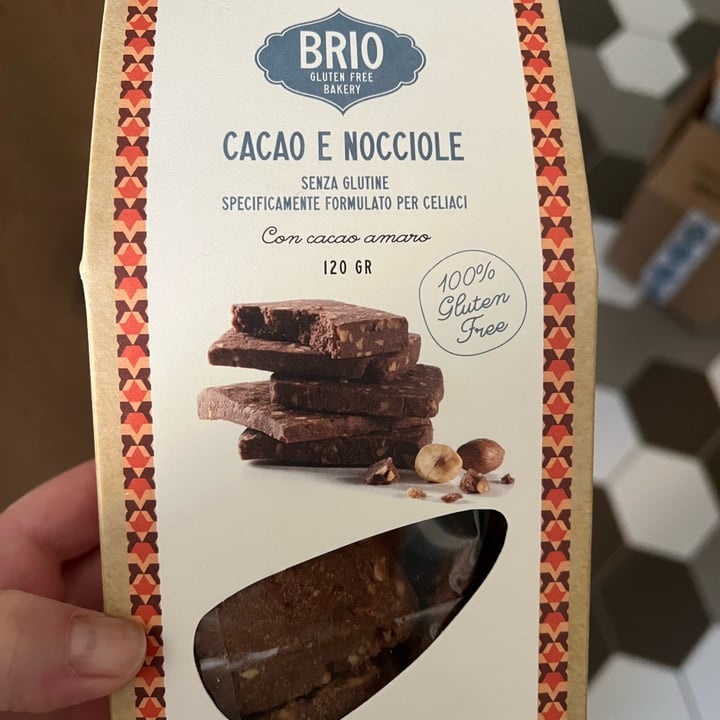 BRIO
GLUTEN FREE
BAKERY
CACAO E NOCCIOLE
SENZA GLUTINE
SPECIFICAMENTE FORMULATO PER CELIACI
Con cacao amaro
120 GR
100%
Gluten
Free